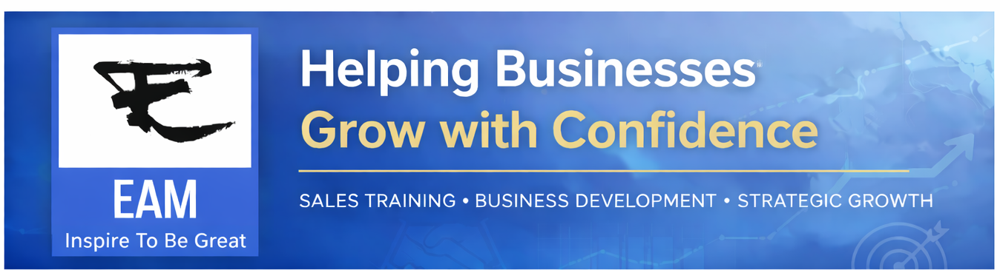 EAM
Inspire To Be Great
Helping Businesses
Grow with Confidence
SALES TRAINING • BUSINESS DEVELOPMENT • STRATEGIC GROWTH